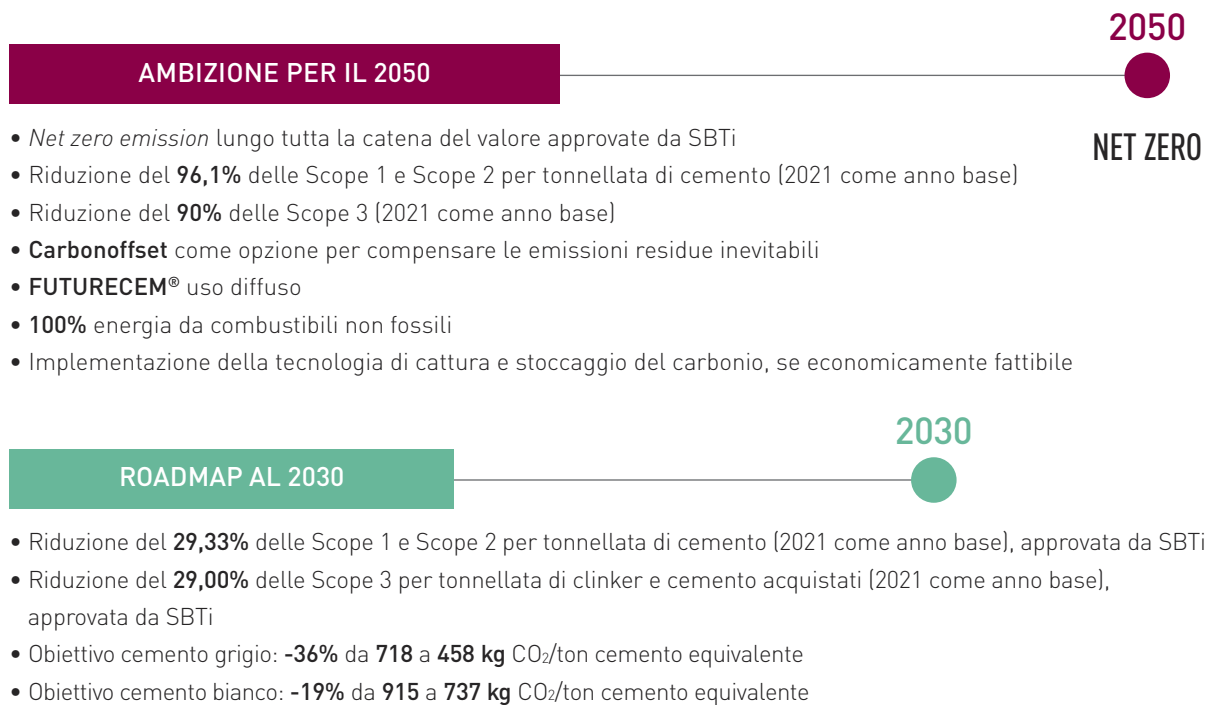 2050
AMBIZIONE PER IL 2050
NET ZERO
• Net zero emission lungo tutta la catena del valore approvate da SBTi
• Riduzione del 96,1% delle Scope 1 e Scope 2 per tonnellata di cemento (2021 come anno base)
• Riduzione del 90% delle Scope 3 (2021 come anno base)
• Carbonoffset come opzione per compensare le emissioni residue inevitabili
• FUTURECEM® uso diffuso
• 100% energia da combustibili non fossili
• Implementazione della tecnologia di cattura e stoccaggio del carbonio, se economicamente fattibile
2030
ROADMAP AL 2030
• Riduzione del 29,33% delle Scope 1 e Scope 2 per tonnellata di cemento (2021 come anno base), approvata da SBTi
• Riduzione del 29,00% delle Scope 3 per tonnellata di clinker e cemento acquistati (2021 come anno base),
approvata da SBTi
• Obiettivo cemento grigio: -36% da 718 a 458 kg CO₂/ton cemento equivalente
• Obiettivo cemento bianco: -19% da 915 a 737 kg CO₂/ton cemento equivalente